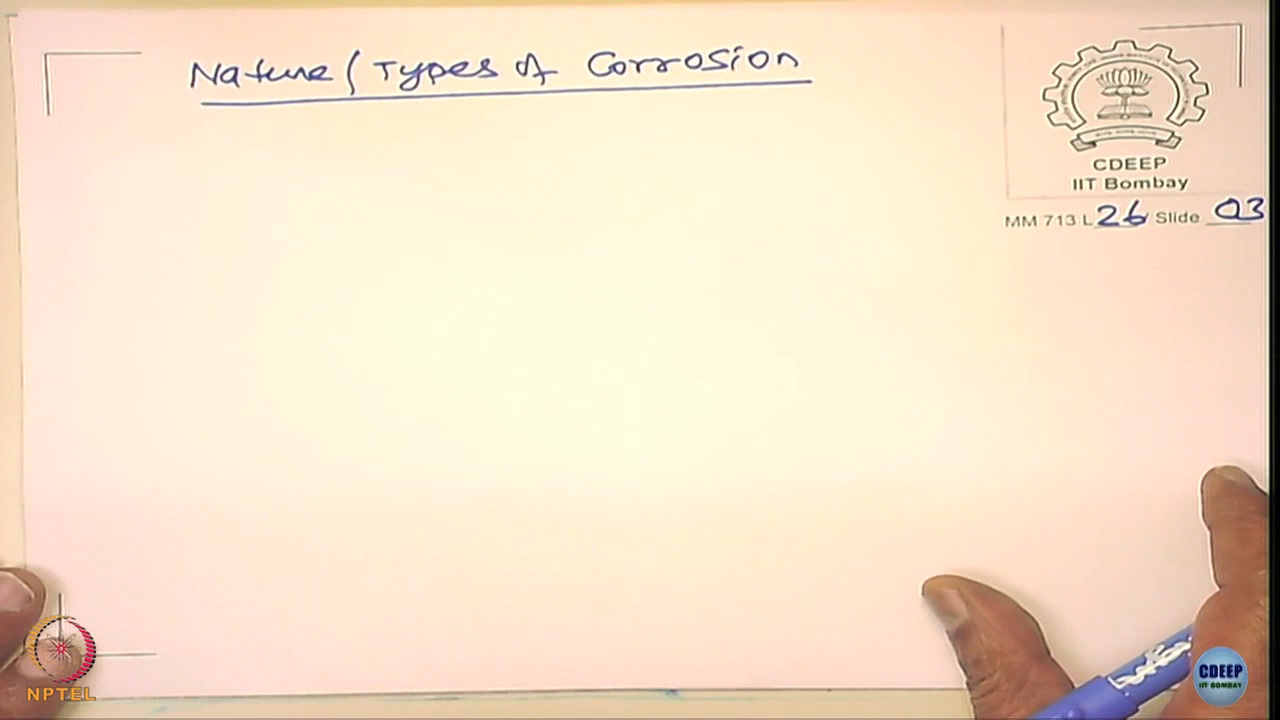 Nature / Types of Corrosion
CDEEP
IIT Bombay
MM 713 L 26 Slide 03
NPTEL
CDEEP
IIT BOMBAY